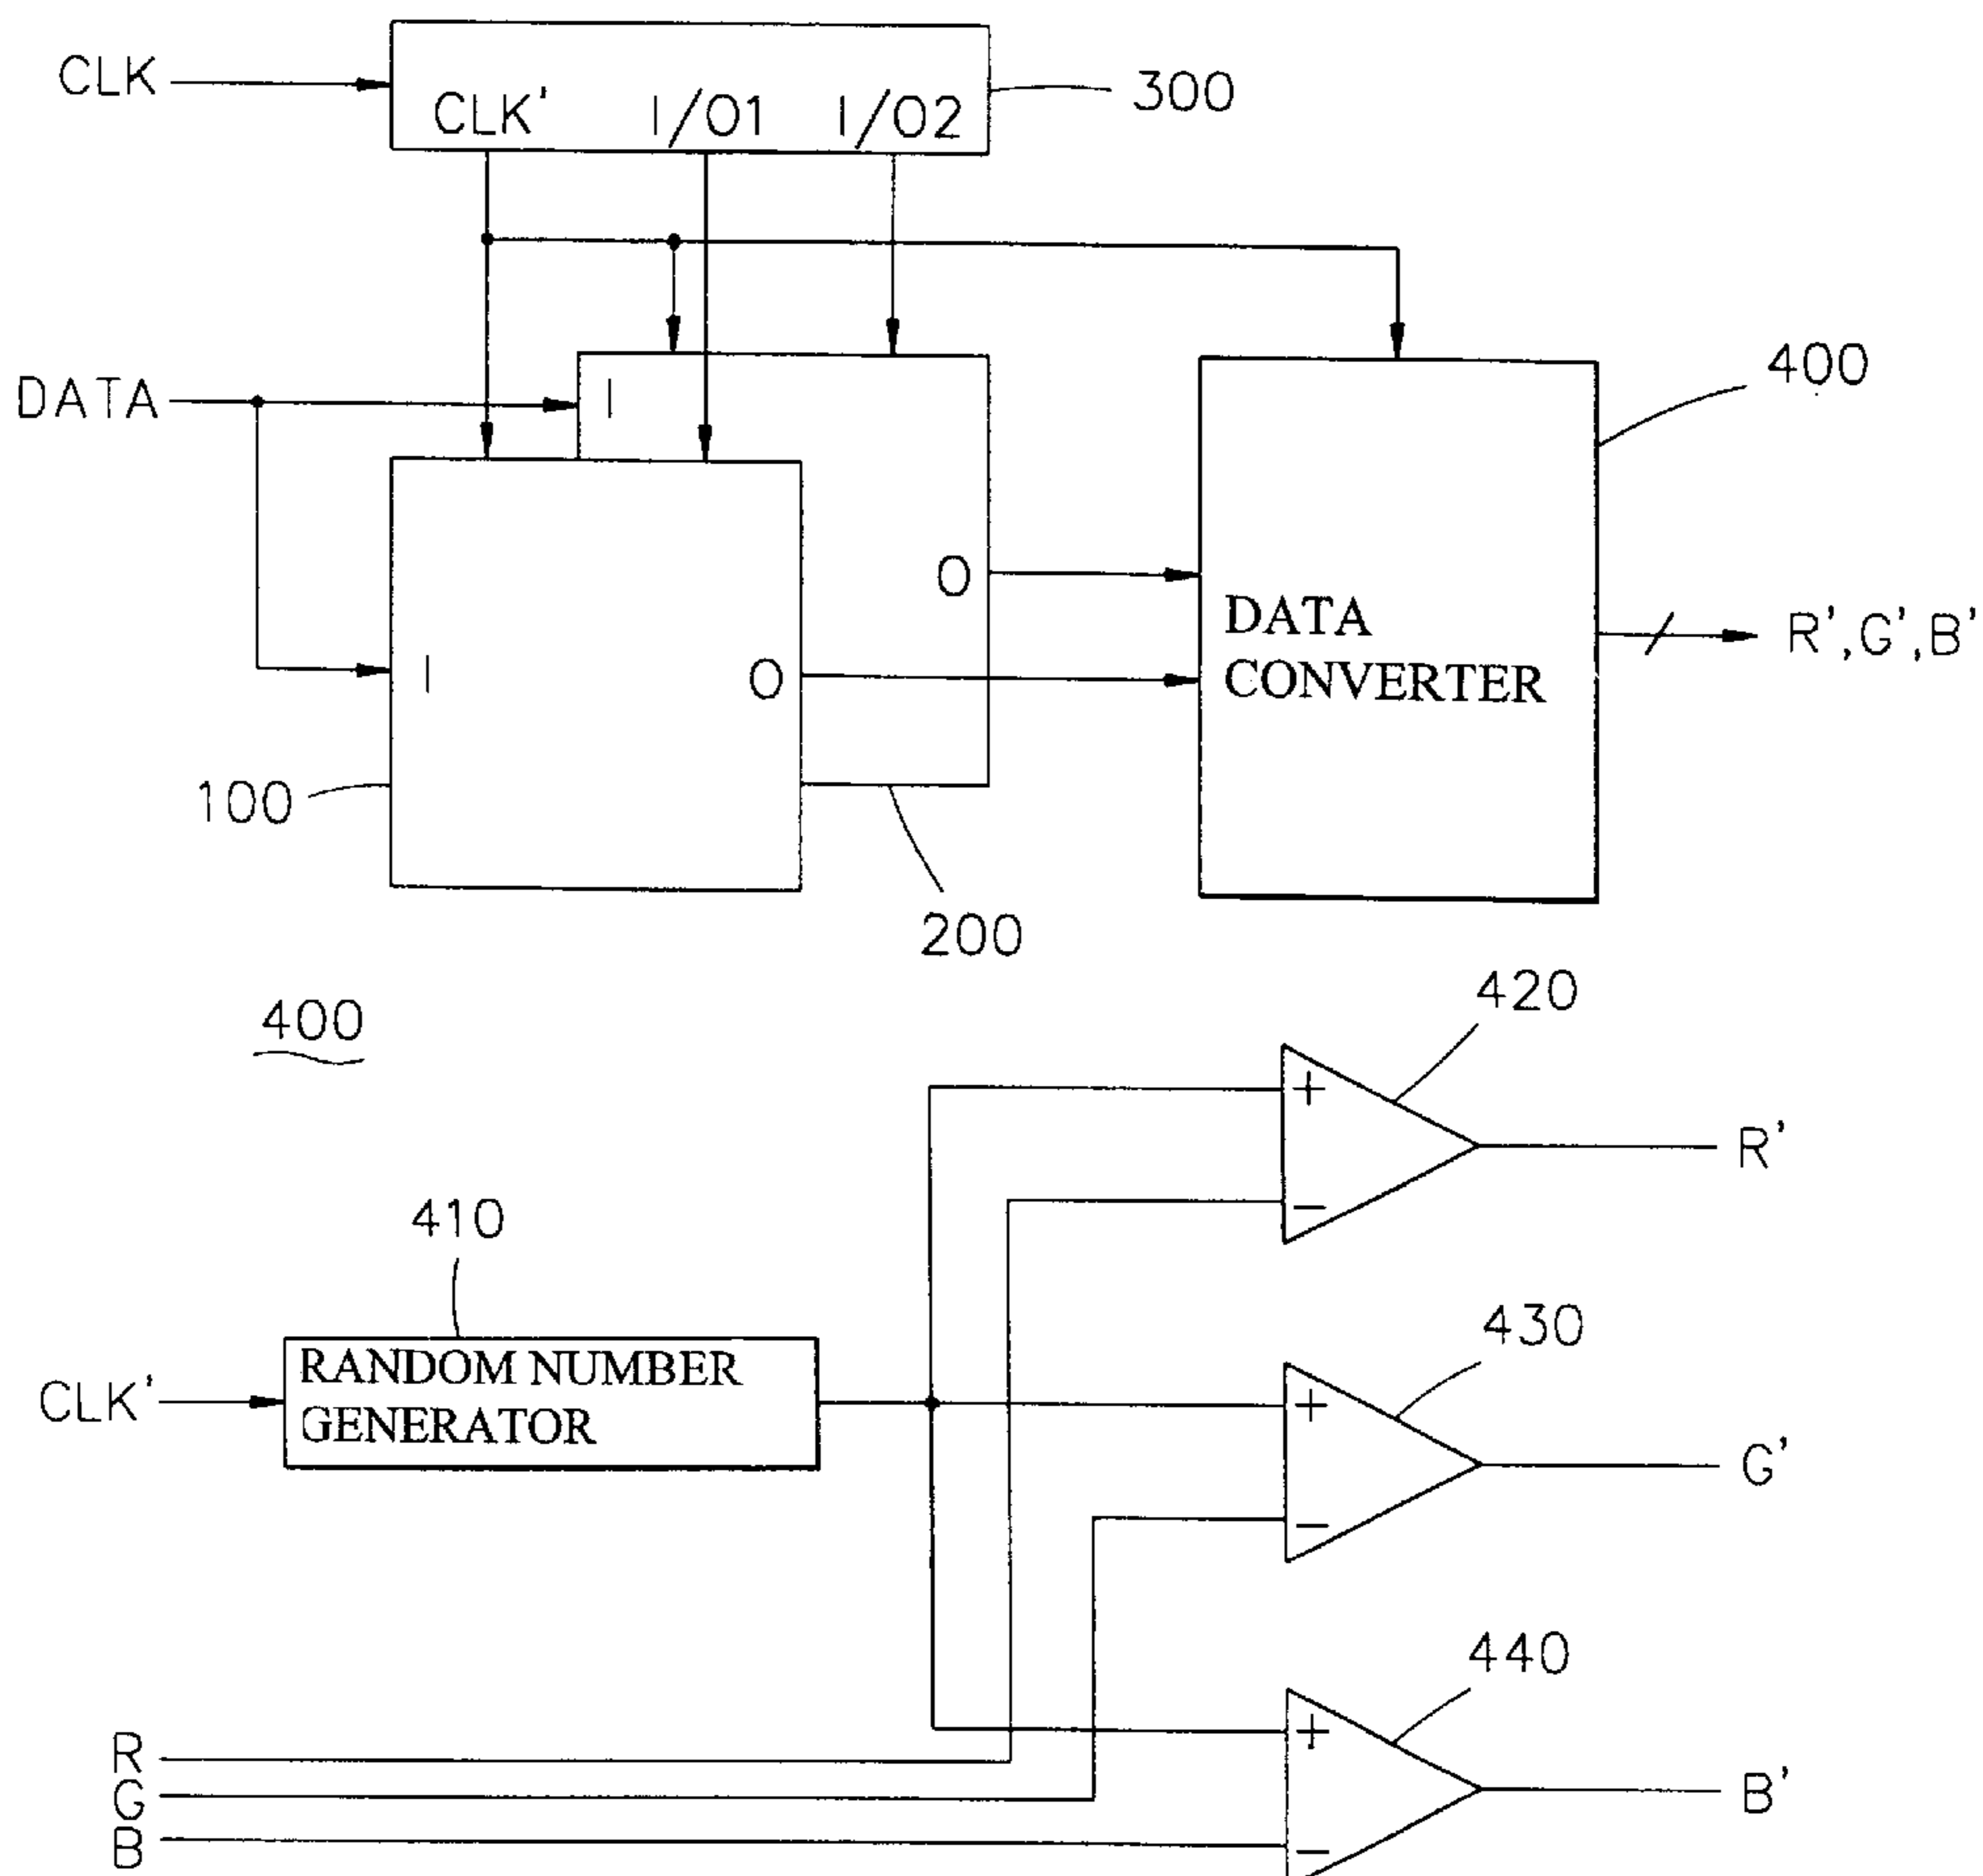 CLK
CLK' I/O1 I/O2
300
DATA
I
400
O
DATA
CONVERTER
R',G',B'
I
O
100
200
400
420
+
R'
−
410
430
CLK'
RANDOM NUMBER
GENERATOR
+
G'
−
440
R
+
G
B'
B
−